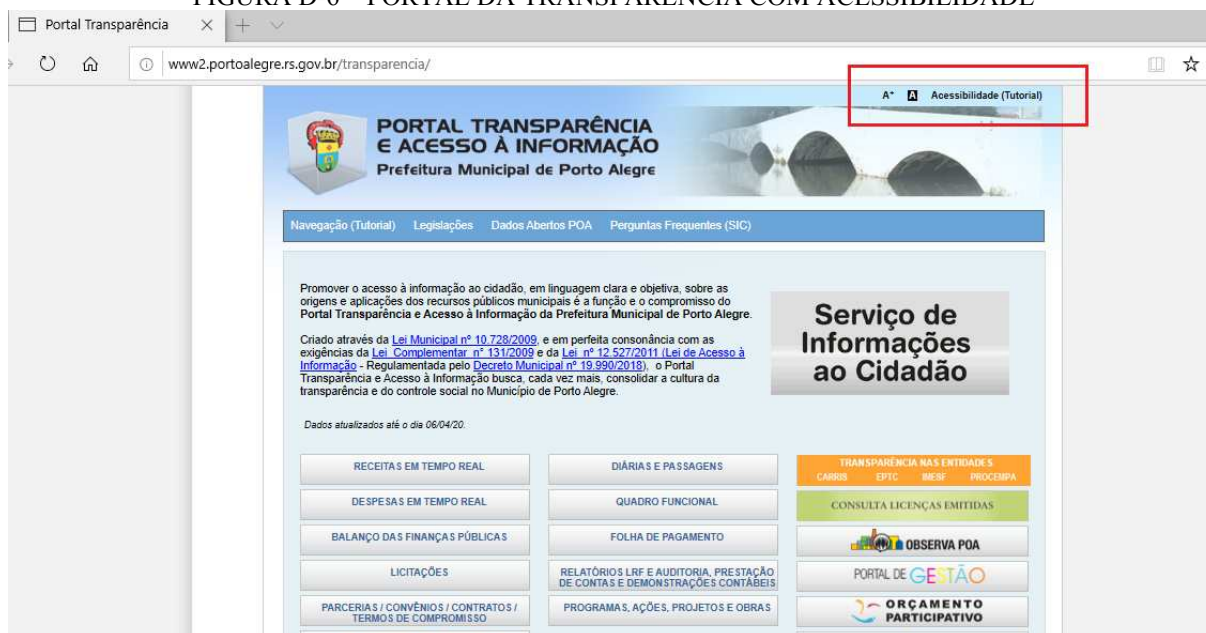 FIGURA D 6 – PORTAL DA TRANSPARÊNCIA COM ACESSIBILIDADE
Portal Transparência
www2.portoalegre.rs.gov.br/transparencia/
A+ A Acessibilidade (Tutorial)
PORTAL TRANSPARÊNCIA
E ACESSO À INFORMAÇÃO
Prefeitura Municipal de Porto Alegre
Navegação (Tutorial) Legislações Dados Abertos POA Perguntas Frequentes (SIC)
Promover o acesso à informação ao cidadão, em linguagem clara e objetiva, sobre as
origens e aplicações dos recursos públicos municipais é a função e o compromisso do
Portal Transparência e Acesso à Informação da Prefeitura Municipal de Porto Alegre.
Criado através da Lei Municipal nº 10.728/2009, e em perfeita consonância com as
exigências da Lei Complementar nº 131/2009 e da Lei nº 12.527/2011 (Lei de Acesso à
Informação - Regulamentada pelo Decreto Municipal nº 19.990/2018), o Portal
Transparência e Acesso à Informação busca, cada vez mais, consolidar a cultura da
transparência e do controle social no Município de Porto Alegre.
Serviço de
Informações
ao Cidadão
Dados atualizados até o dia 06/04/20.
RECEITAS EM TEMPO REAL
DIÁRIAS E PASSAGENS
TRANSPARÊNCIA NAS ENTIDADES
CARRIS EPTC IMESF PROCEMPA
DESPESAS EM TEMPO REAL
QUADRO FUNCIONAL
CONSULTA LICENÇAS EMITIDAS
BALANÇO DAS FINANÇAS PÚBLICAS
FOLHA DE PAGAMENTO
OBSERVA POA
LICITAÇÕES
RELATÓRIOS LRF E AUDITORIA, PRESTAÇÃO
DE CONTAS E DEMONSTRAÇÕES CONTÁBEIS
PORTAL DE GESTÃO
PARCERIAS / CONVÊNIOS / CONTRATOS /
TERMOS DE COMPROMISSO
PROGRAMAS, AÇÕES, PROJETOS E OBRAS
ORÇAMENTO
PARTICIPATIVO